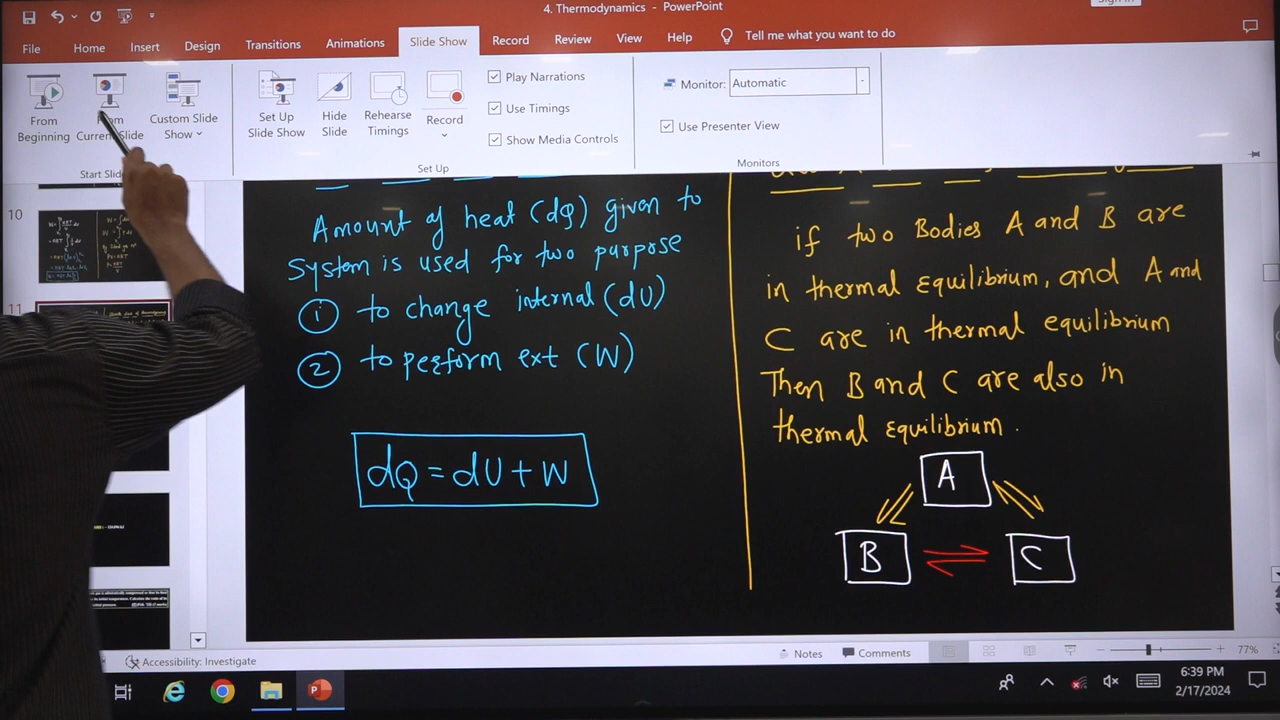 4. Thermodynamics - PowerPoint
Sign in
File Home Insert Design Transitions Animations Slide Show Record Review View Help Tell me what you want to do
From Beginning
From Current Slide
Custom Slide Show
Set Up Slide Show
Hide Slide
Rehearse Timings
Record
Play Narrations
Use Timings
Show Media Controls
Monitor: Automatic
Use Presenter View
Start Slid
Set Up
Monitors
10
11
Amount of heat (dQ) given to
System is used for two purpose
① to change internal (dU)
② to perform ext (W)
dQ = dU + W
if two Bodies A and B are
in thermal equilibrium, and A and
C are in thermal equilibrium
Then B and C are also in
thermal equilibrium.
A
B
C
Accessibility: Investigate
Notes
Comments
77%
6:39 PM
2/17/2024